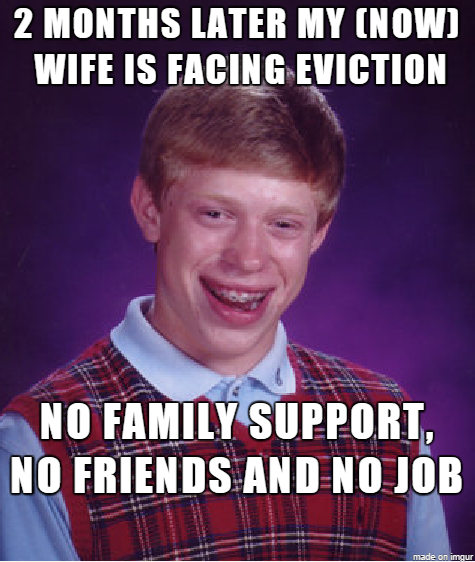 2 MONTHS LATER MY (NOW)
WIFE IS FACING EVICTION
NO FAMILY SUPPORT,
NO FRIENDS AND NO JOB
made on imgur